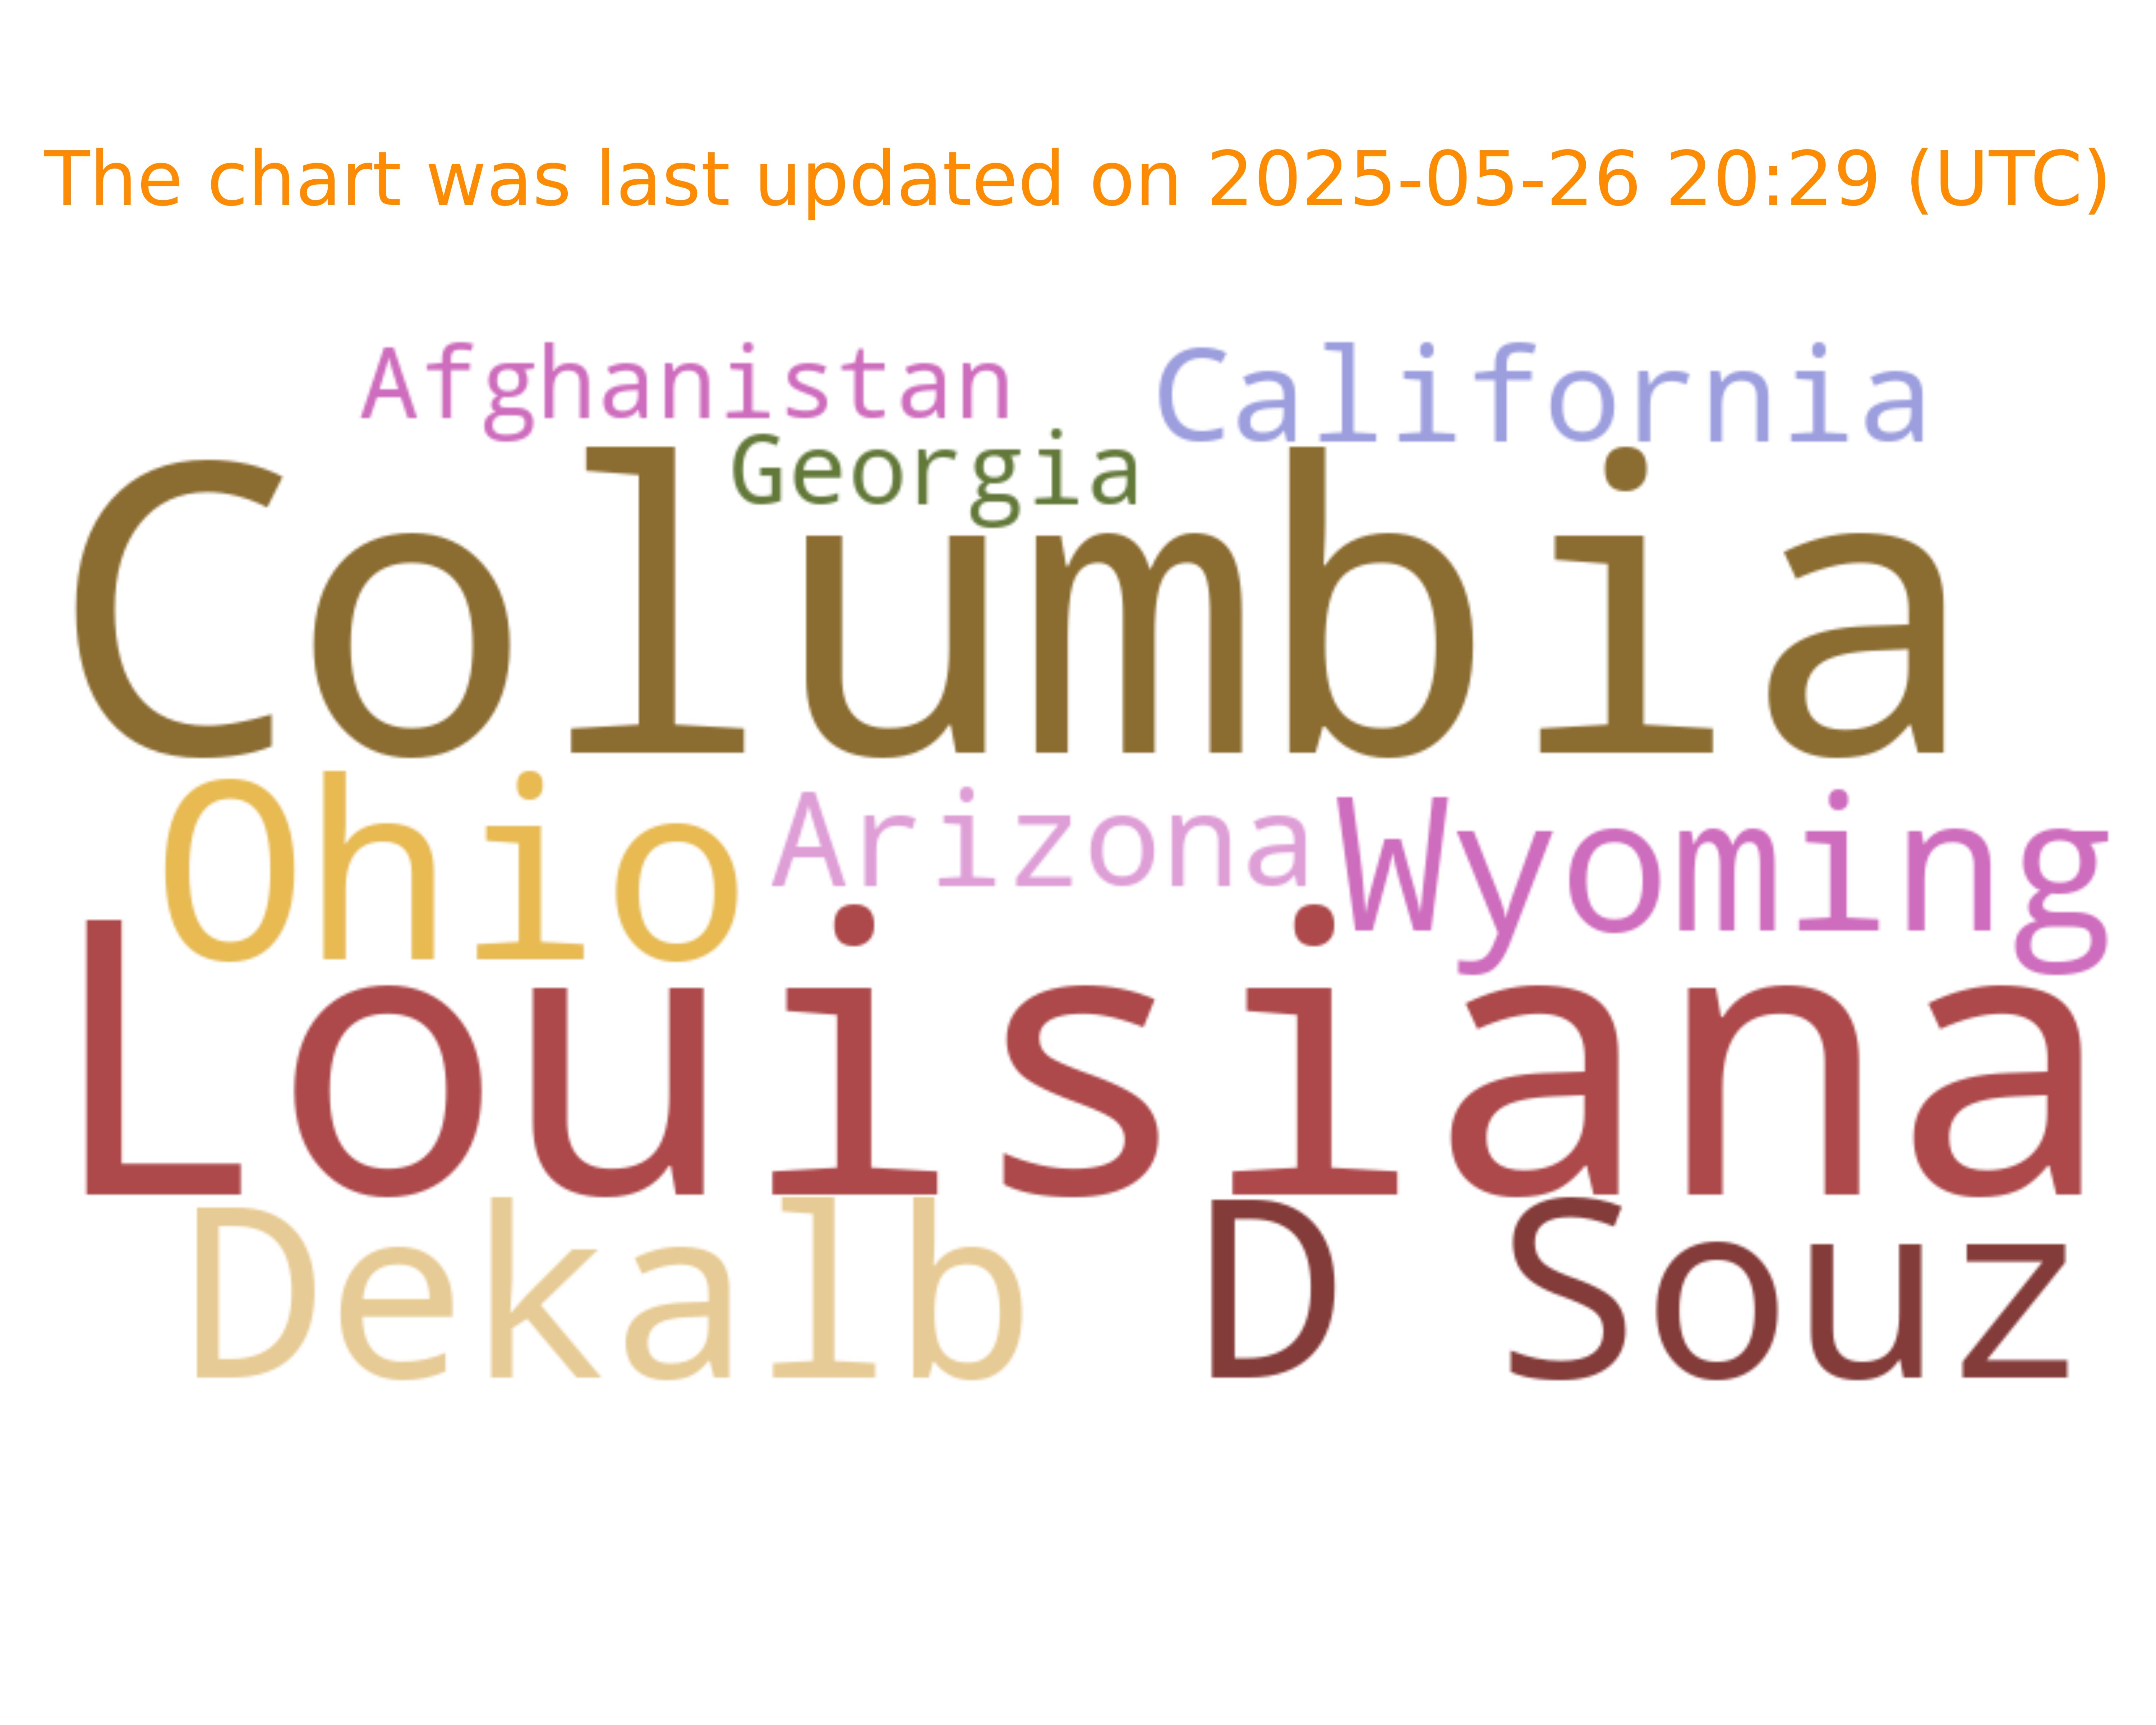 The chart was last updated on 2025-05-26 20:29 (UTC)
Afghanistan California
Georgia
Columbia
Ohio Arizona Wyoming
Louisiana
Dekalb D Souz